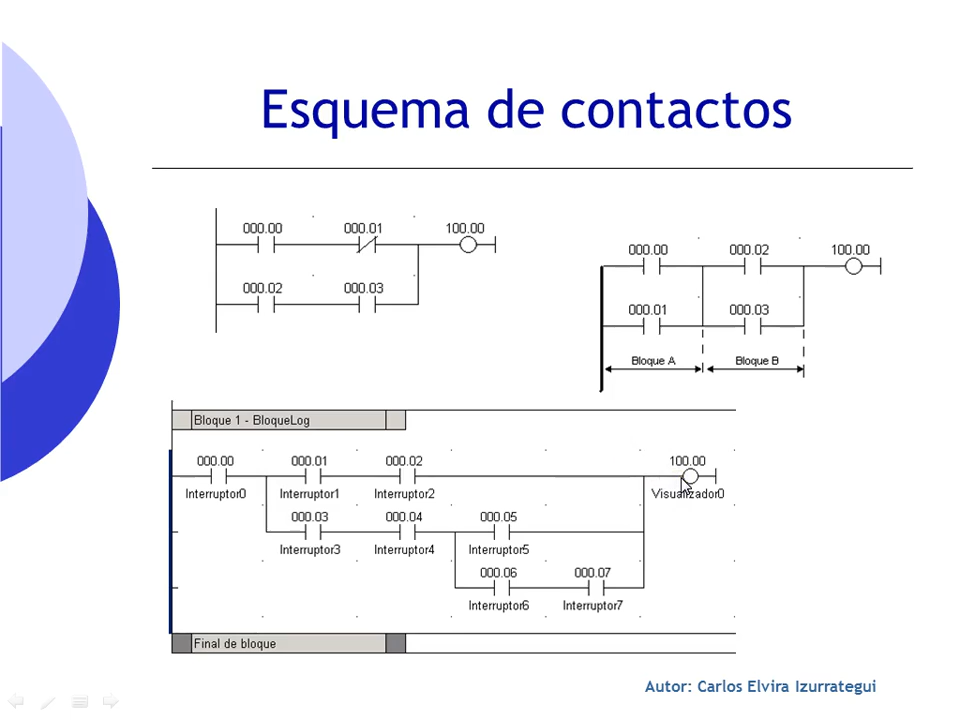 Esquema de contactos
000.00 000.01 100.00
000.02 000.03
000.00 000.02 100.00
000.01 000.03
Bloque A Bloque B
Bloque 1 - BloqueLog
000.00 000.01 000.02 100.00
Interruptor0 Interruptor1 Interruptor2 Visualizador0
000.03 000.04 000.05
Interruptor3 Interruptor4 Interruptor5
000.06 000.07
Interruptor6 Interruptor7
Final de bloque
Autor: Carlos Elvira Izurrategui